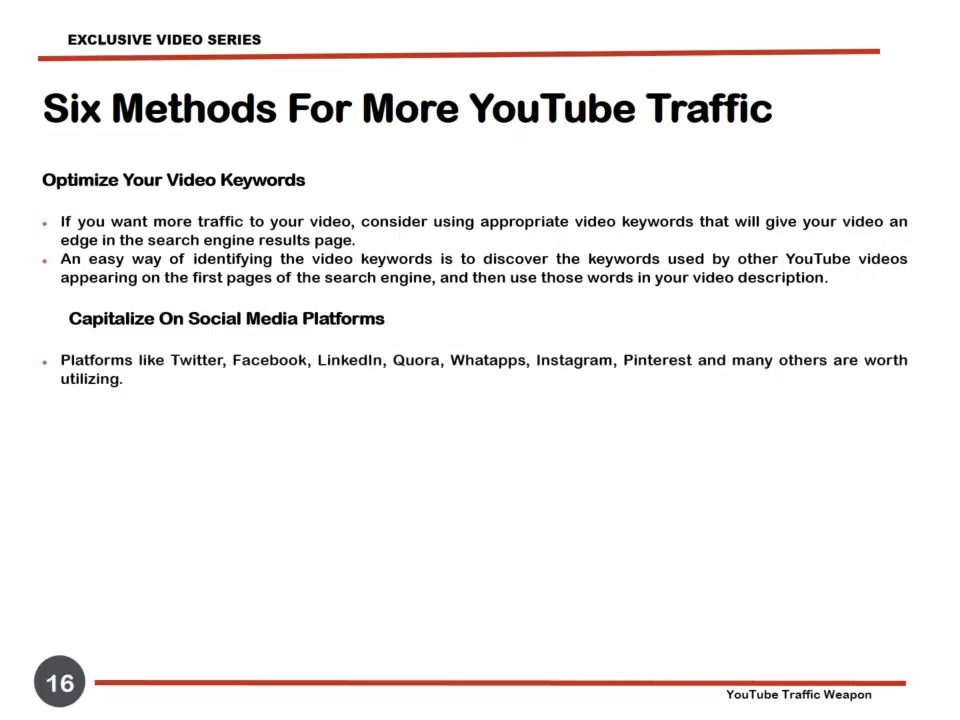 EXCLUSIVE VIDEO SERIES
Six Methods For More YouTube Traffic
Optimize Your Video Keywords
• If you want more traffic to your video, consider using appropriate video keywords that will give your video an
edge in the search engine results page.
• An easy way of identifying the video keywords is to discover the keywords used by other YouTube videos
appearing on the first pages of the search engine, and then use those words in your video description.
Capitalize On Social Media Platforms
• Platforms like Twitter, Facebook, LinkedIn, Quora, Whatapps, Instagram, Pinterest and many others are worth
utilizing.
16
YouTube Traffic Weapon